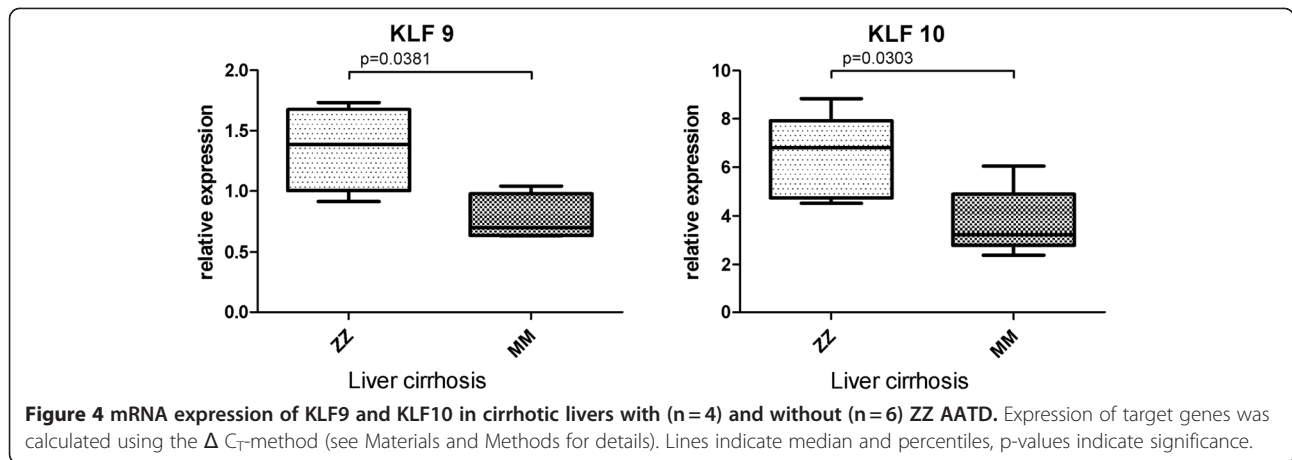 KLF 9
p=0.0381
2.0
1.5
1.0
0.5
0.0
relative expression
ZZ
MM
Liver cirrhosis
KLF 10
p=0.0303
10
8
6
4
2
0
relative expression
ZZ
MM
Liver cirrhosis
Figure 4 mRNA expression of KLF9 and KLF10 in cirrhotic livers with (n = 4) and without (n = 6) ZZ AATD. Expression of target genes was
calculated using the Δ CT-method (see Materials and Methods for details). Lines indicate median and percentiles, p-values indicate significance.